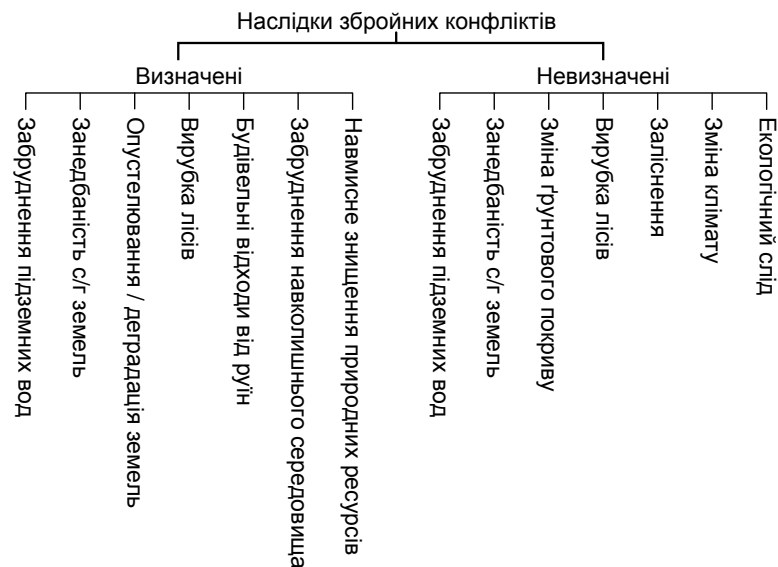 Наслідки збройних конфліктів
Визначені
Невизначені
Забруднення підземних вод
Занедбаність с/г земель
Опустелювання / деградація земель
Вирубка лісів
Будівельні відходи від руїн
Забруднення навколишнього середовища
Навмисне знищення природних ресурсів
Забруднення підземних вод
Занедбаність с/г земель
Зміна ґрунтового покриву
Вирубка лісів
Заліснення
Зміна клімату
Екологічний слід